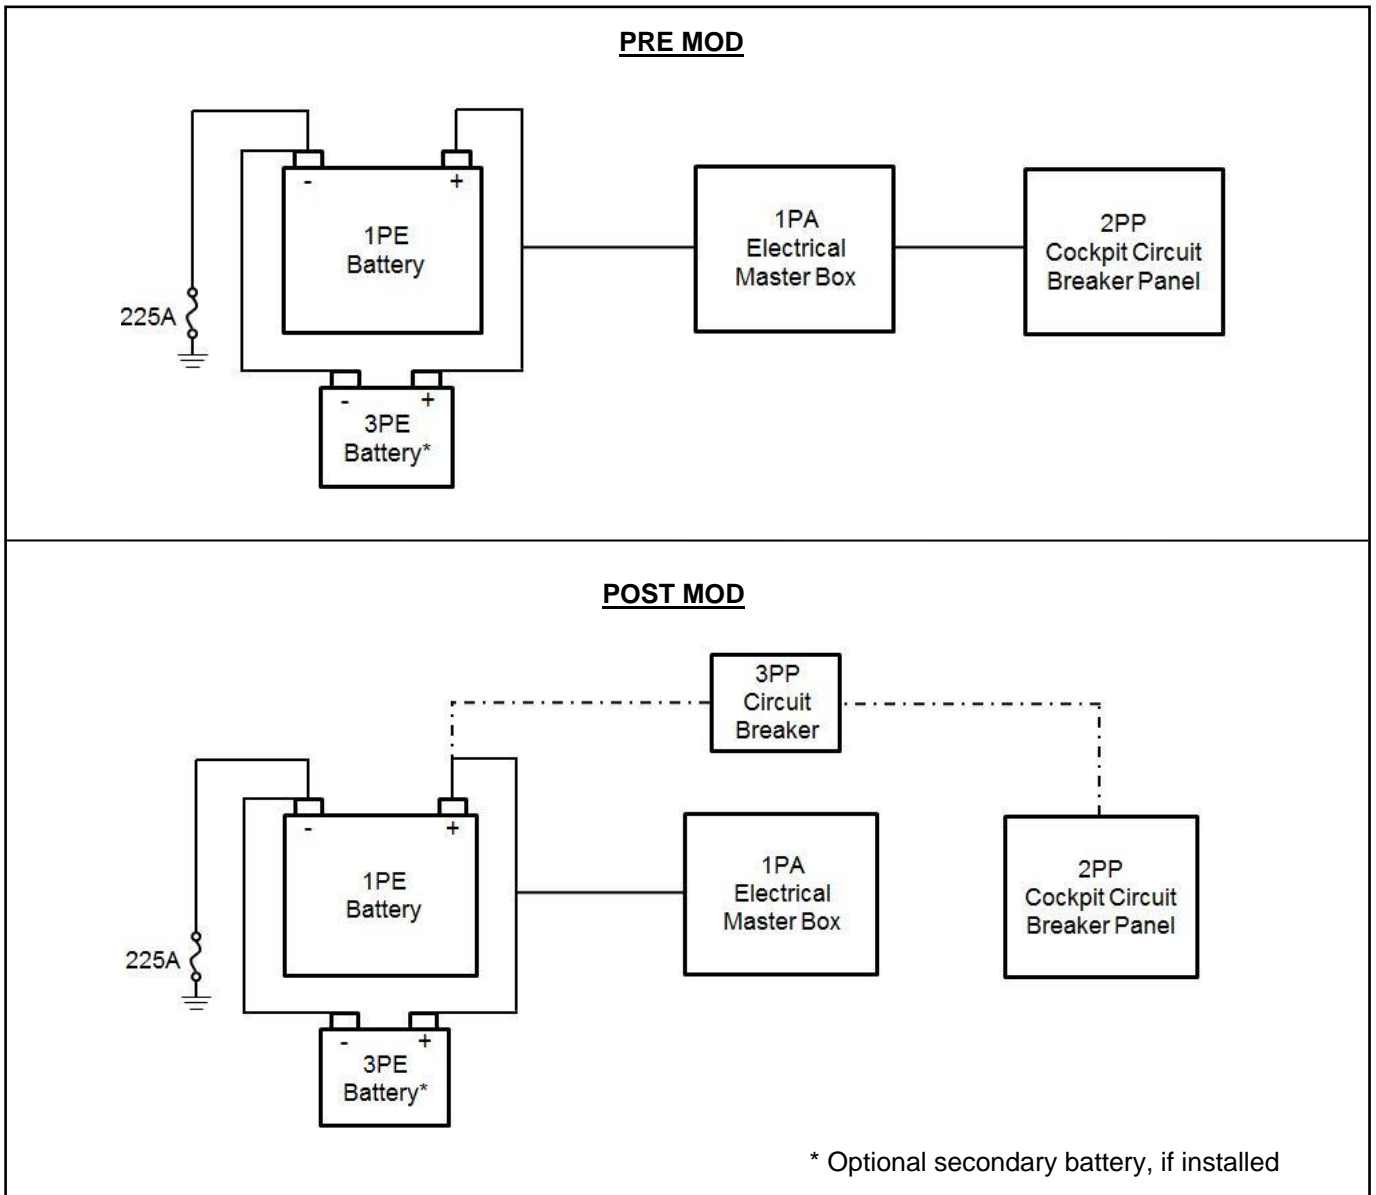 PRE MOD
-
+
1PE
Battery
1PA
Electrical
Master Box
2PP
Cockpit Circuit
Breaker Panel
225A
-
+
3PE
Battery*
POST MOD
3PP
Circuit
Breaker
-
+
1PE
Battery
1PA
Electrical
Master Box
2PP
Cockpit Circuit
Breaker Panel
225A
-
+
3PE
Battery*
* Optional secondary battery, if installed